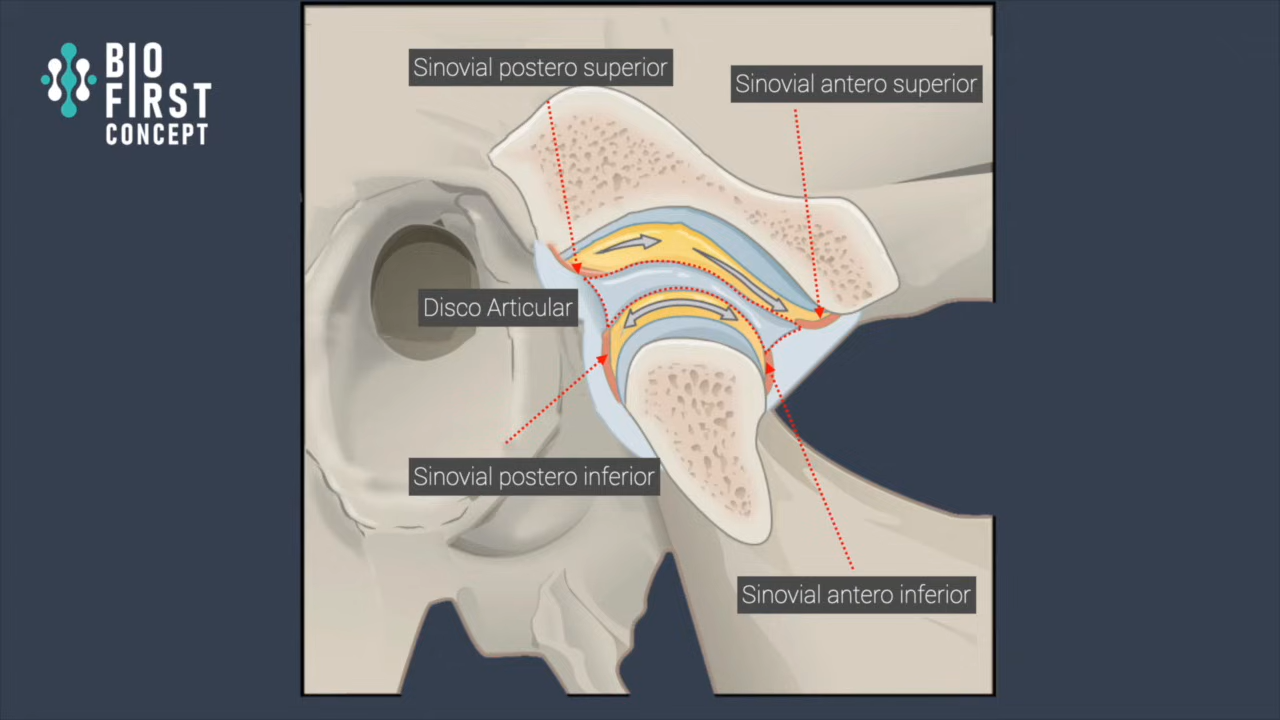 BIO
FIRST
CONCEPT
Sinovial postero superior
Sinovial antero superior
Disco Articular
Sinovial postero inferior
Sinovial antero inferior